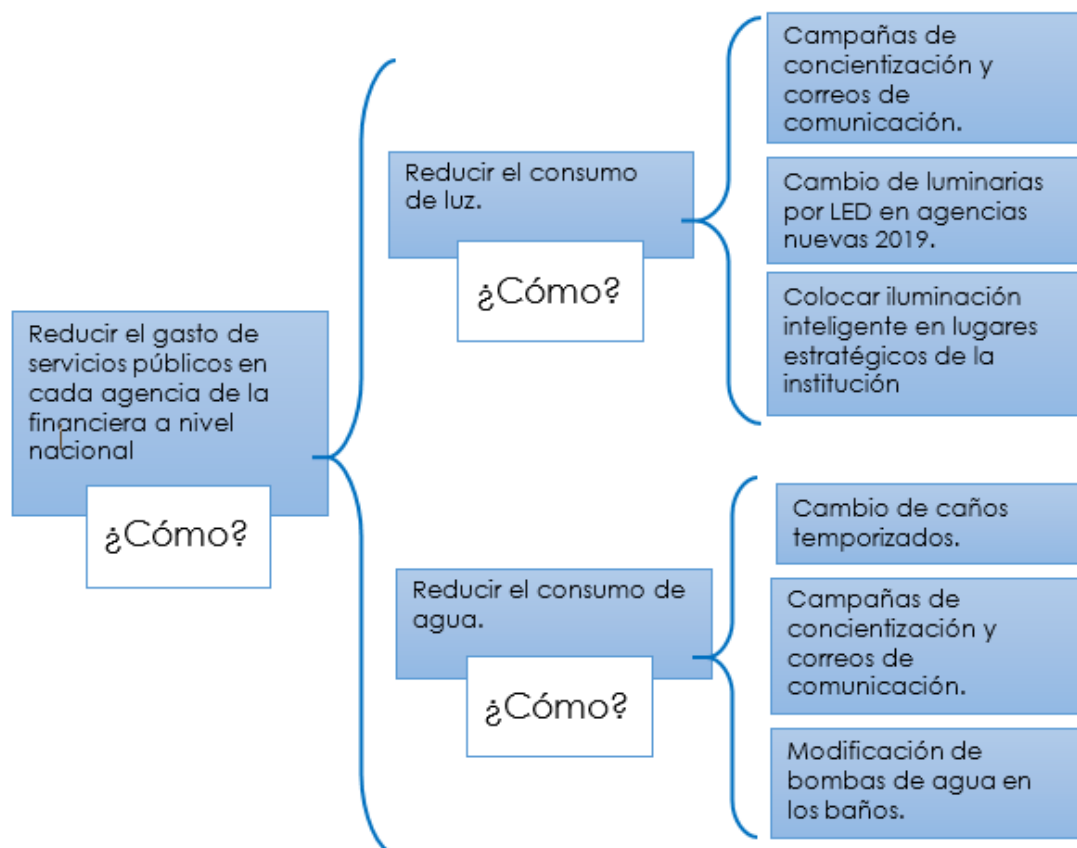 Reducir el gasto de
servicios públicos en
cada agencia de la
financiera a nivel
nacional
¿Cómo?
Reducir el consumo
de luz.
¿Cómo?
Campañas de
concientización y
correos de
comunicación.
Cambio de luminarias
por LED en agencias
nuevas 2019.
Colocar iluminación
inteligente en lugares
estratégicos de la
institución
Reducir el consumo de
agua.
¿Cómo?
Cambio de caños
temporizados.
Campañas de
concientización y
correos de
comunicación.
Modificación de
bombas de agua en
los baños.